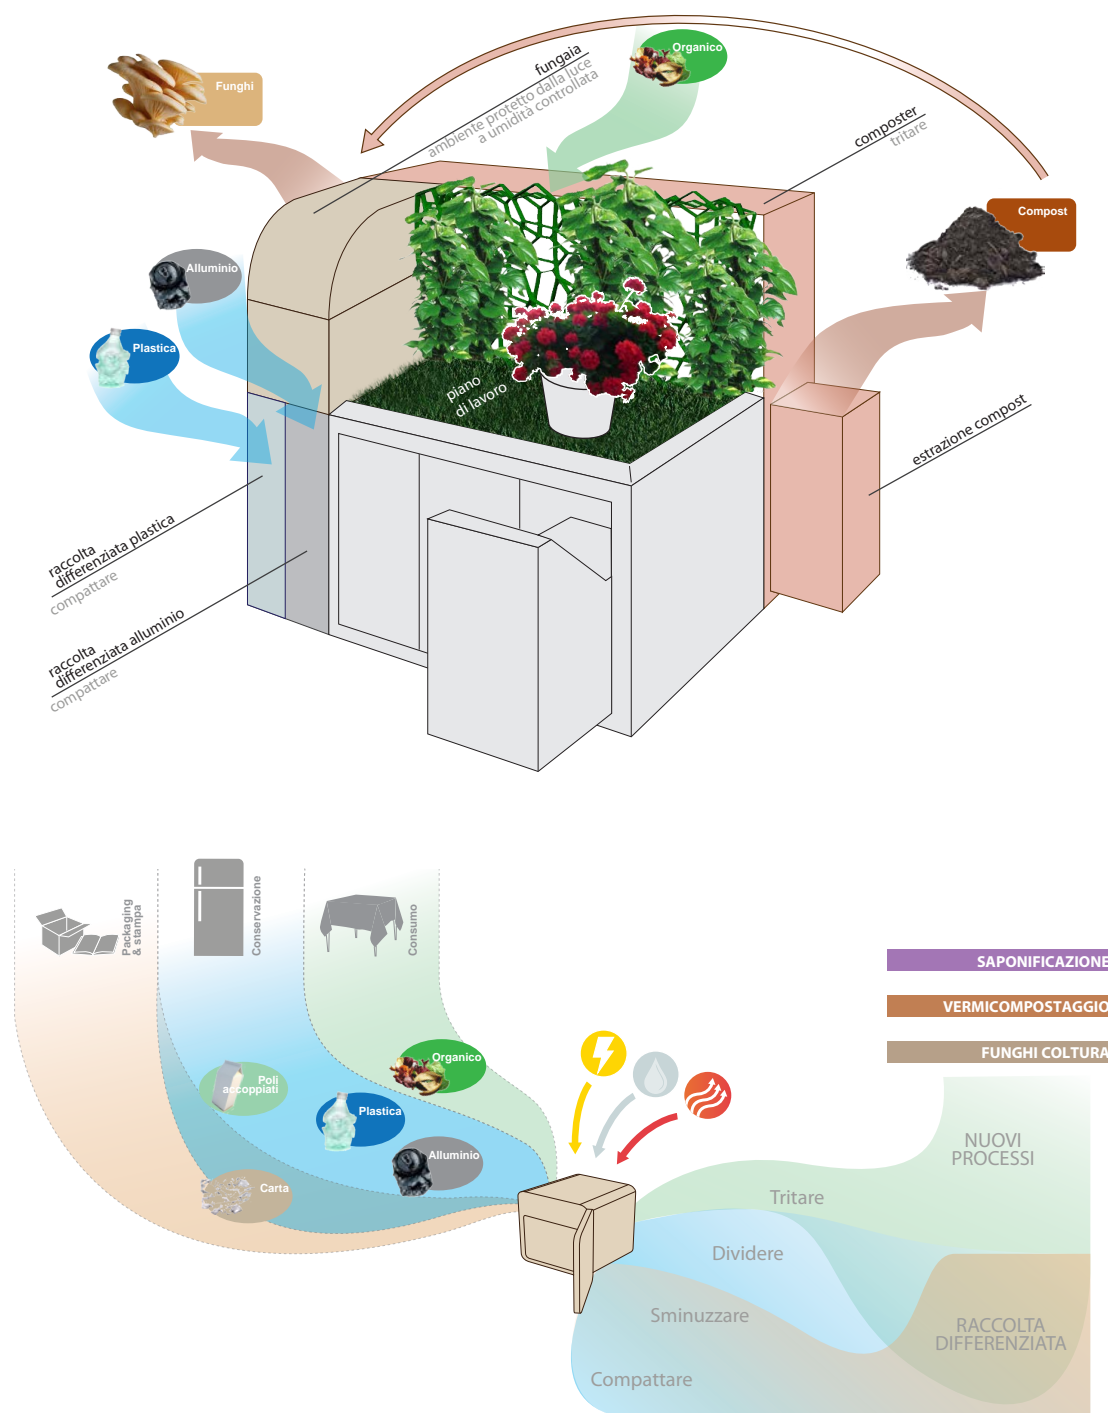 Organico
fungaia
ambiente protetto dalla luce
a umidità controllata
Funghi
composter
tritare
Compost
Alluminio
Plastica
piano
di lavoro
estrazione compost
raccolta
differenziata plastica
compattare
raccolta
differenziata alluminio
compattare
Packaging
& stampa
Conservazione
Consumo
SAPONIFICAZIONE
VERMICOMPOSTAGGIO
FUNGHI COLTURA
Organico
Poli
accoppiati
Plastica
Alluminio
Carta
NUOVI
PROCESSI
Tritare
Dividere
Sminuzzare
RACCOLTA
DIFFERENZIATA
Compattare